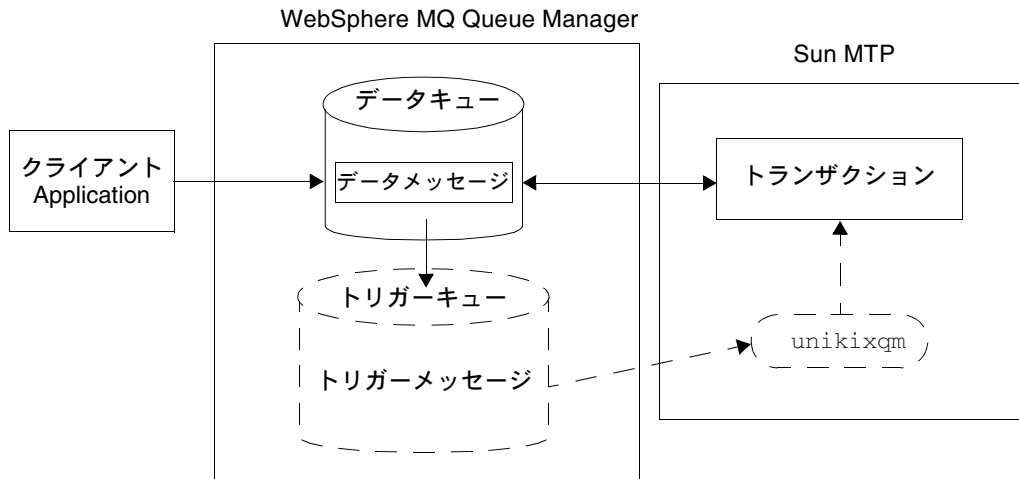 WebSphere MQ Queue Manager
Sun MTP
データキュー
クライアント
Application
データメッセージ
トランザクション
トリガーキュー
unikixqm
トリガーメッセージ